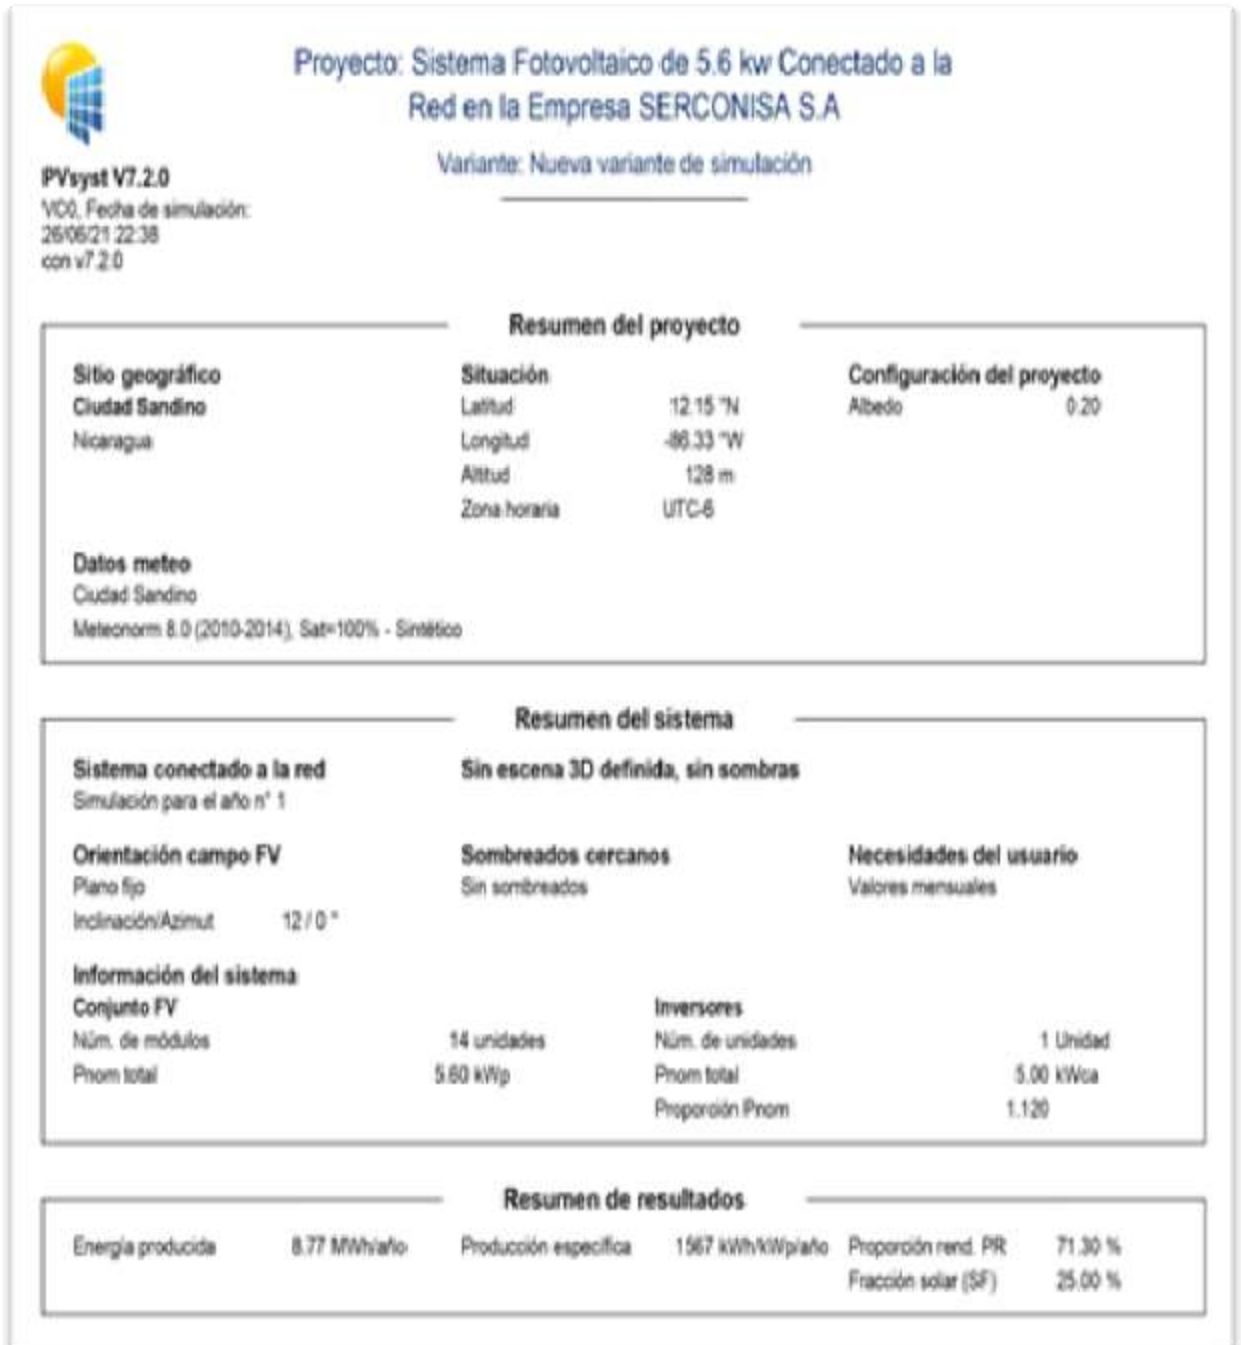 Proyecto: Sistema Fotovoltaico de 5.6 kw Conectado a la
Red en la Empresa SERCONISA S.A
Variante: Nueva variante de simulación
PVsyst V7.2.0
VC0, Fecha de simulación:
26/06/21 22:38
con v7.2.0
Resumen del proyecto
Sitio geográfico Situación Configuración del proyecto
Ciudad Sandino Latitud 12.15 °N Albedo 0.20
Nicaragua Longitud -86.33 °W
Altitud 128 m
Zona horaria UTC-6
Datos meteo
Ciudad Sandino
Meteonorm 8.0 (2010-2014), Sat=100% - Sintético
Resumen del sistema
Sistema conectado a la red Sin escena 3D definida, sin sombras
Simulación para el año n° 1
Orientación campo FV Sombreados cercanos Necesidades del usuario
Plano fijo Sin sombreados Valores mensuales
Inclinación/Azimut 12 / 0 °
Información del sistema
Conjunto FV Inversores
Núm. de módulos 14 unidades Núm. de unidades 1 Unidad
Pnom total 5.60 kWp Pnom total 5.00 kWca
Proporción Pnom 1.120
Resumen de resultados
Energía producida 8.77 MWh/año Producción específica 1567 kWh/kWp/año Proporción rend. PR 71.30 %
Fracción solar (SF) 25.00 %